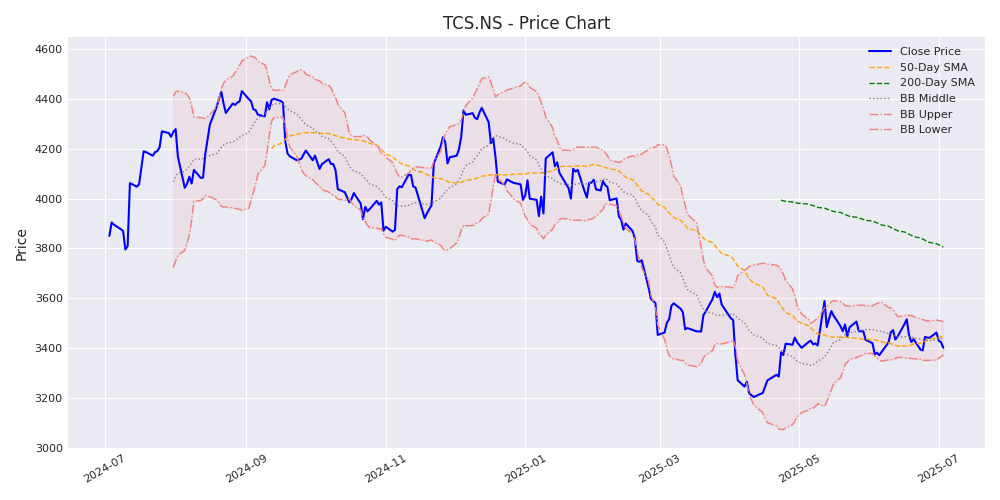 TCS.NS - Price Chart
4600
4400
4200
4000
3800
3600
3400
3200
3000
Price
Close Price
50-Day SMA
200-Day SMA
BB Middle
BB Upper
BB Lower
2024-07
2024-09
2024-11
2025-01
2025-03
2025-05
2025-07